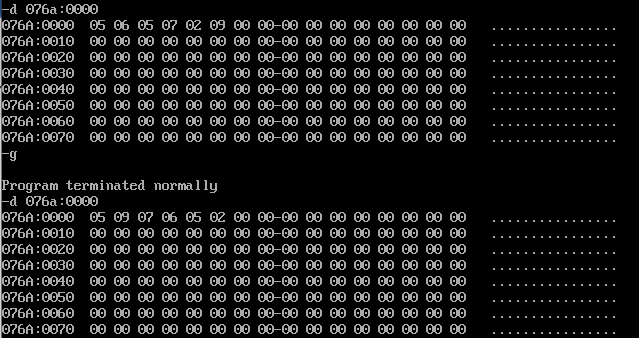 -d 076a:0000
076A:0000  05 06 05 07 02 09 00 00-00 00 00 00 00 00 00 00   ................
076A:0010  00 00 00 00 00 00 00 00-00 00 00 00 00 00 00 00   ................
076A:0020  00 00 00 00 00 00 00 00-00 00 00 00 00 00 00 00   ................
076A:0030  00 00 00 00 00 00 00 00-00 00 00 00 00 00 00 00   ................
076A:0040  00 00 00 00 00 00 00 00-00 00 00 00 00 00 00 00   ................
076A:0050  00 00 00 00 00 00 00 00-00 00 00 00 00 00 00 00   ................
076A:0060  00 00 00 00 00 00 00 00-00 00 00 00 00 00 00 00   ................
076A:0070  00 00 00 00 00 00 00 00-00 00 00 00 00 00 00 00   ................
-g
Program terminated normally
-d 076a:0000
076A:0000  05 09 07 06 05 02 00 00-00 00 00 00 00 00 00 00   ................
076A:0010  00 00 00 00 00 00 00 00-00 00 00 00 00 00 00 00   ................
076A:0020  00 00 00 00 00 00 00 00-00 00 00 00 00 00 00 00   ................
076A:0030  00 00 00 00 00 00 00 00-00 00 00 00 00 00 00 00   ................
076A:0040  00 00 00 00 00 00 00 00-00 00 00 00 00 00 00 00   ................
076A:0050  00 00 00 00 00 00 00 00-00 00 00 00 00 00 00 00   ................
076A:0060  00 00 00 00 00 00 00 00-00 00 00 00 00 00 00 00   ................
076A:0070  00 00 00 00 00 00 00 00-00 00 00 00 00 00 00 00   ................